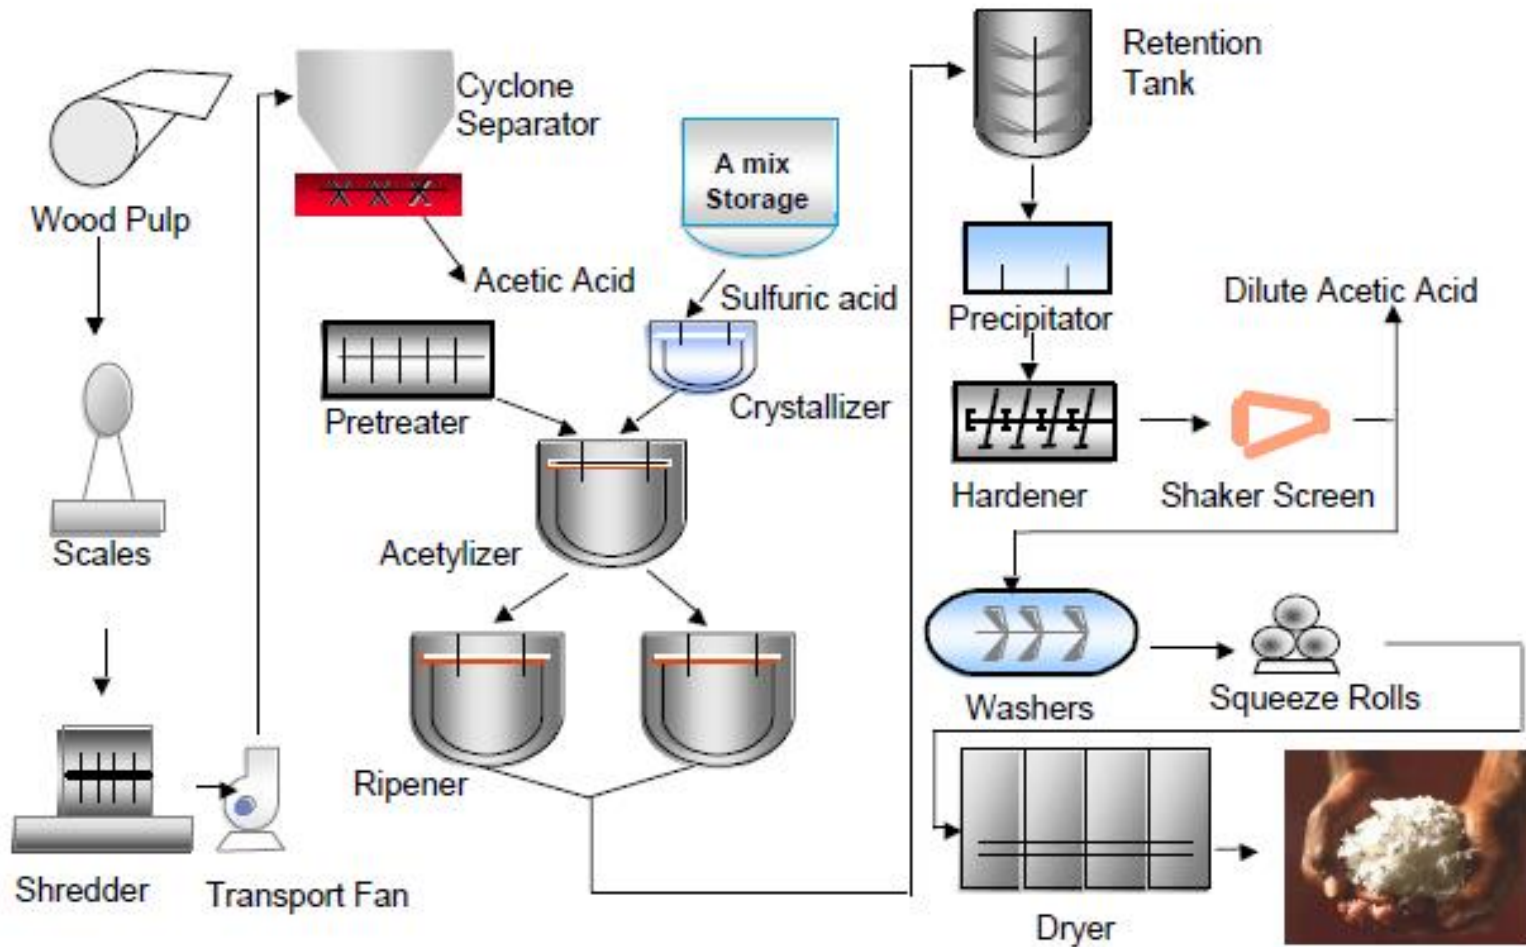 Wood Pulp
Scales
Shredder
Transport Fan
Cyclone
Separator
Acetic Acid
A mix
Storage
Sulfuric acid
Pretreater
Crystallizer
Acetylizer
Ripener
Retention
Tank
Precipitator
Dilute Acetic Acid
Hardener
Shaker Screen
Washers
Squeeze Rolls
Dryer